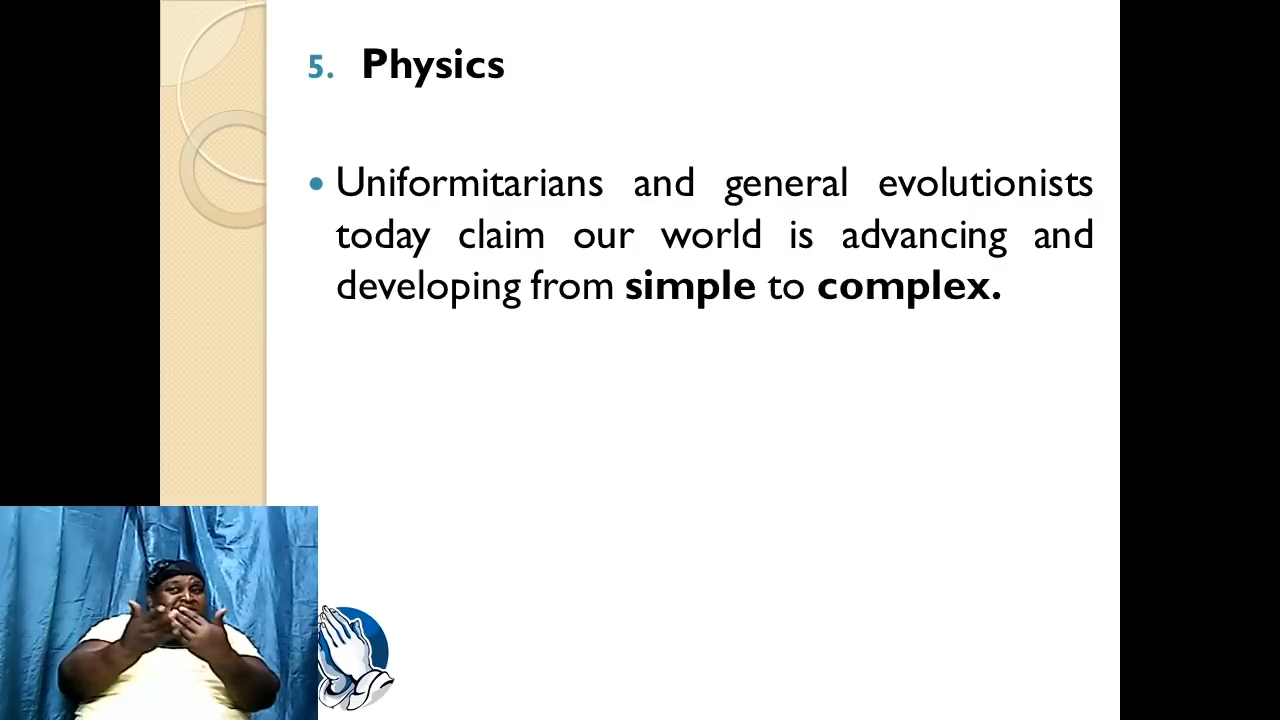 5. Physics
• Uniformitarians and general evolutionists
today claim our world is advancing and
developing from simple to complex.